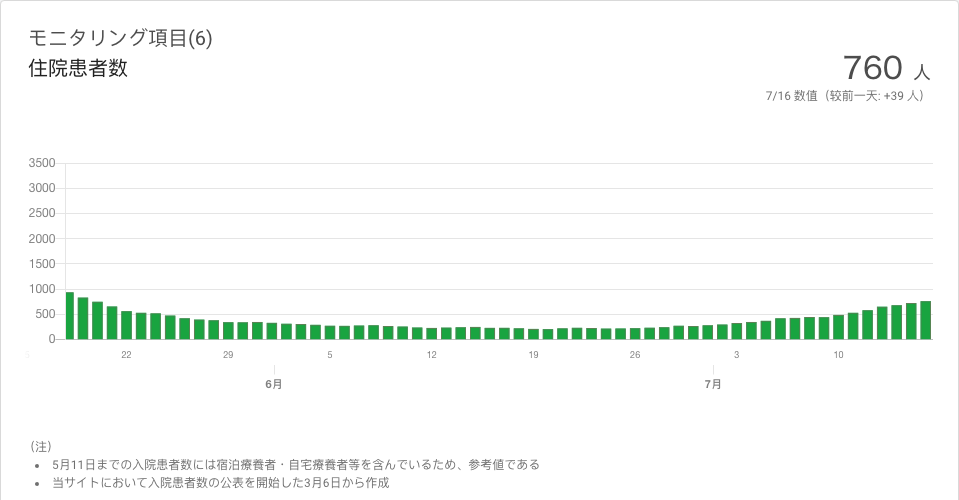 モニタリング項目(6)
住院患者数
760 人
7/16 数値（较前一天: +39 人）
3500
3000
2500
2000
1500
1000
500
0
22 29 5 12 19 26 3 10
6月 7月
（注）
• 5月11日までの入院患者数には宿泊療養者・自宅療養者等を含んでいるため、参考値である
• 当サイトにおいて入院患者数の公表を開始した3月6日から作成